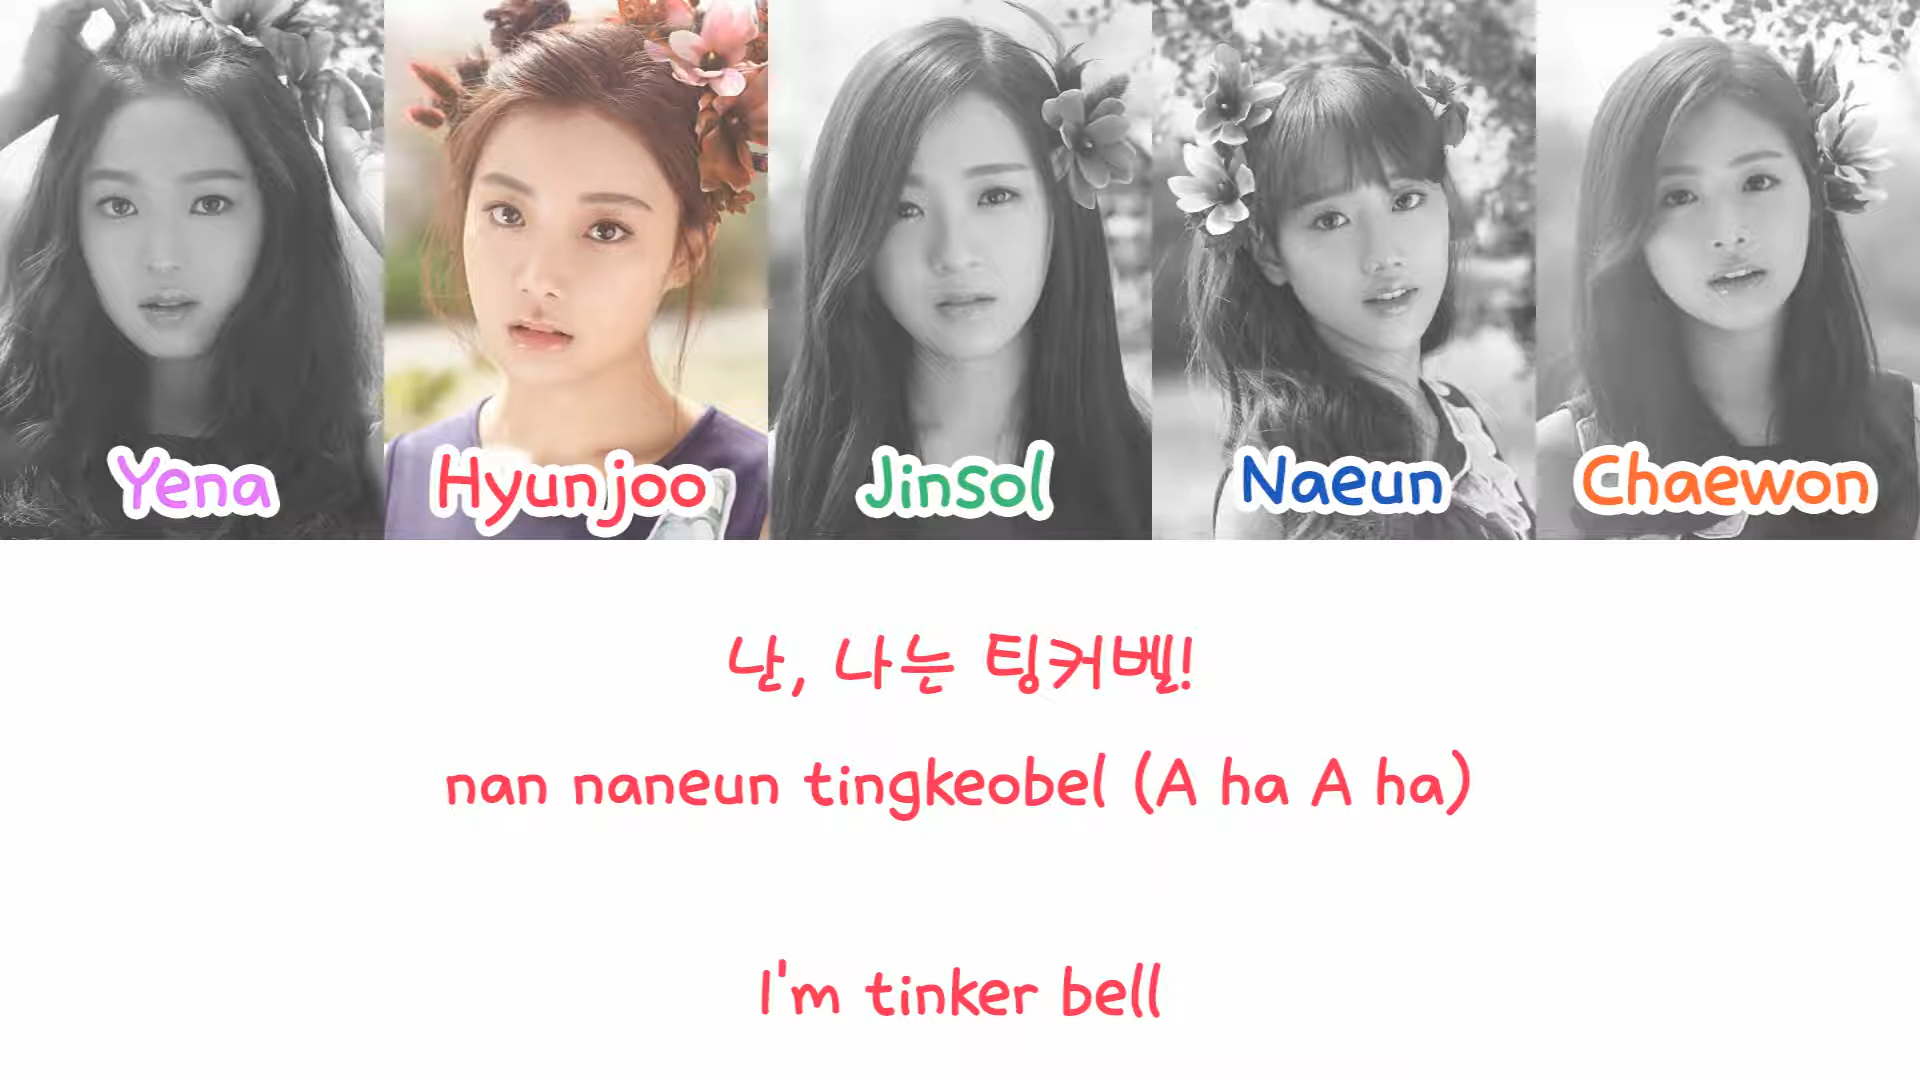 Yena Hyunjoo Jinsol Naeun Chaewon
난, 나는 팅커벨!
nan naneun tingkeobel (A ha A ha)
I'm tinker bell